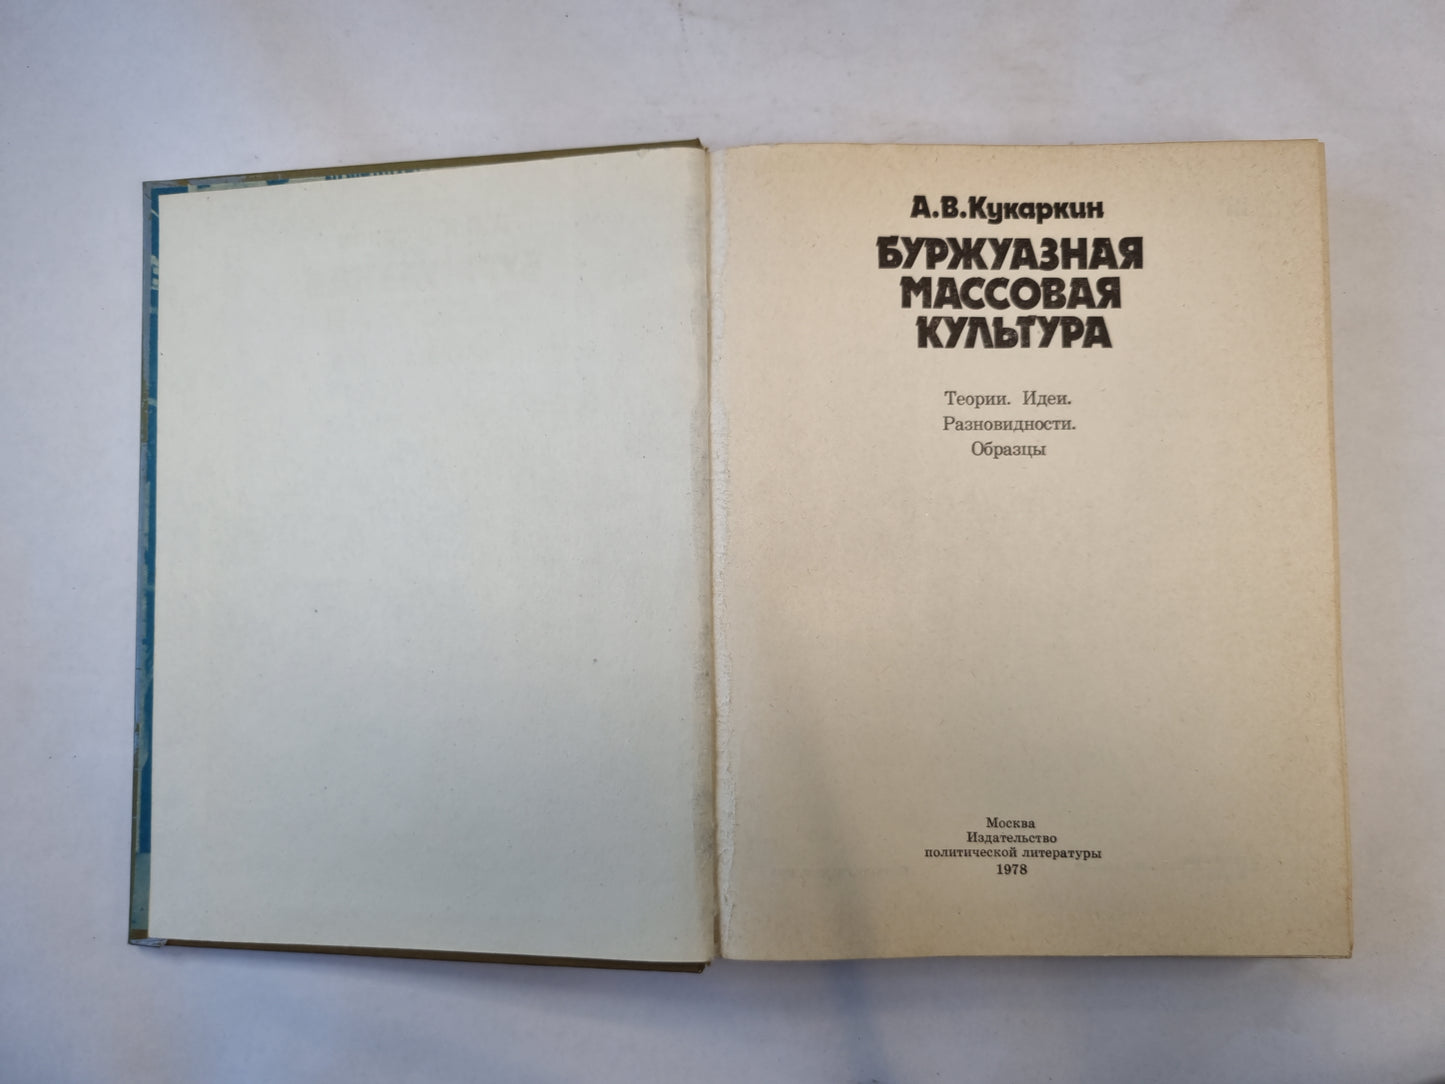 А.В.Кукаркин
БУРЖУАЗНАЯ
МАССОВАЯ
КУЛЬТУРА
Теории. Идеи.
Разновидности.
Образцы
Москва
Издательство
политической литературы
1978